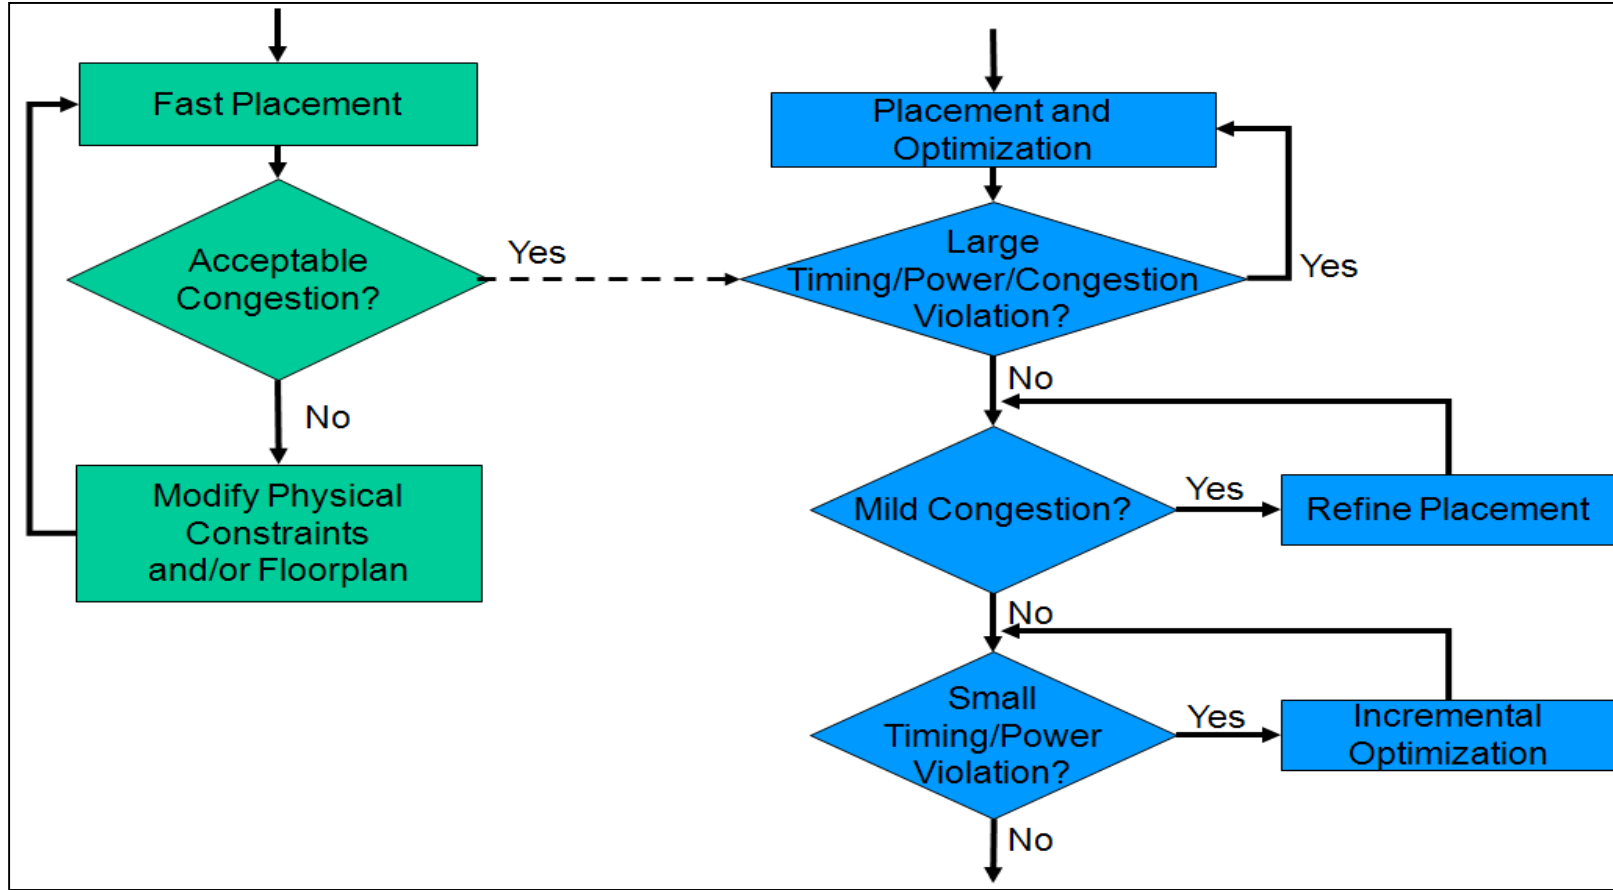 Fast Placement
Acceptable
Congestion?
Yes
No
Modify Physical
Constraints
and/or Floorplan
Placement and
Optimization
Large
Timing/Power/Congestion
Violation?
Yes
No
Mild Congestion?
Yes
Refine Placement
No
Small
Timing/Power
Violation?
Yes
Incremental
Optimization
No